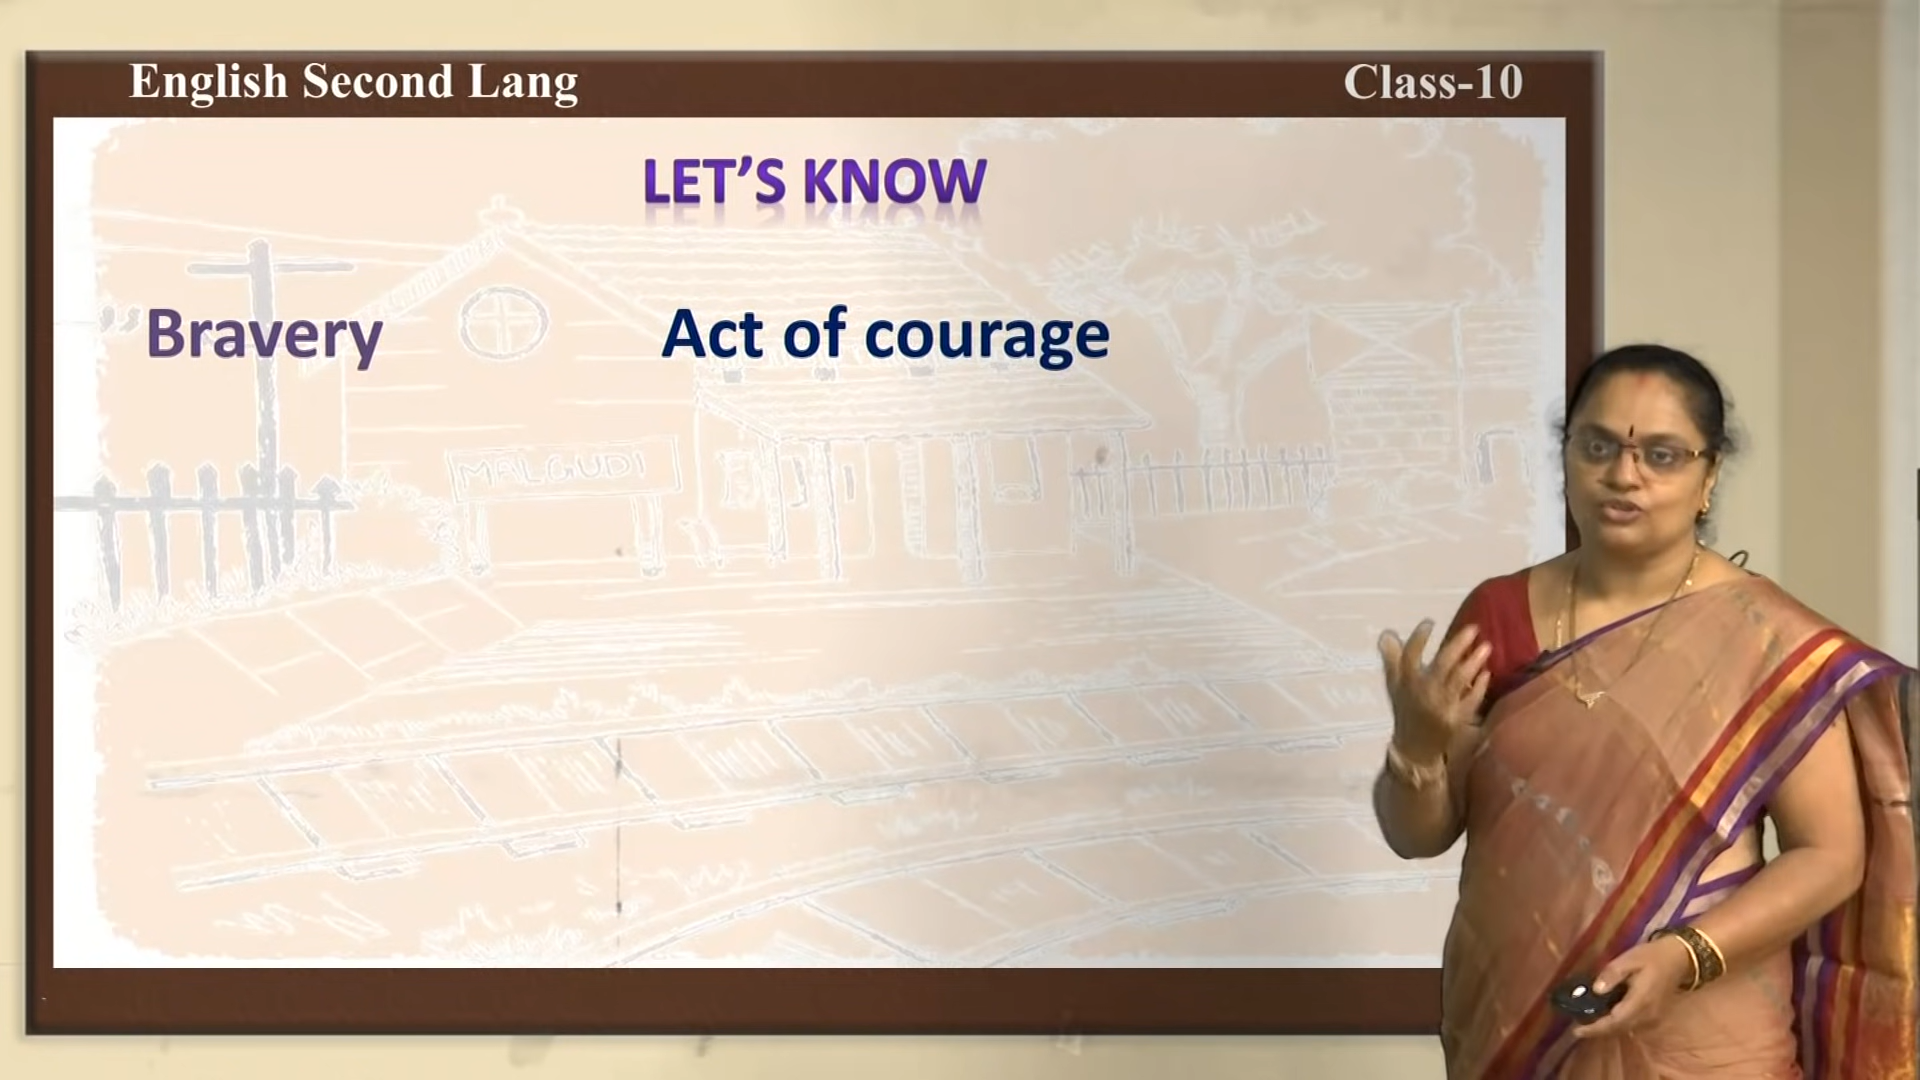 English Second Lang
Class-10
LET’S KNOW
”Bravery
Act of courage
MALGUDI